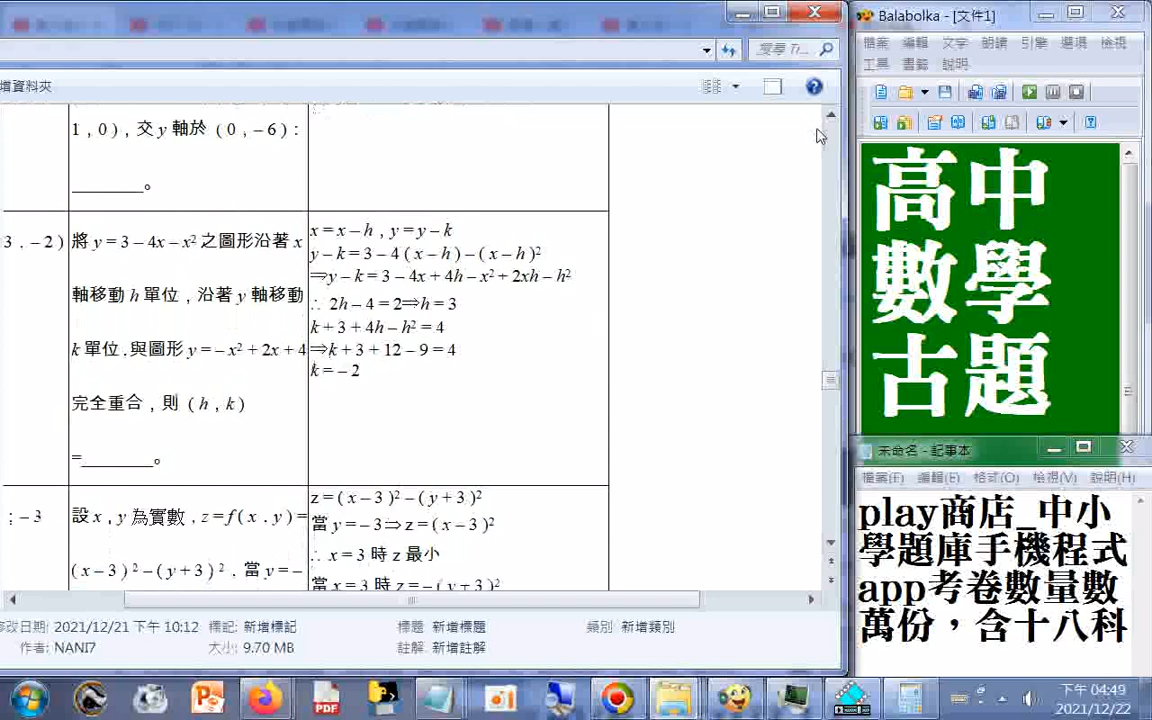 搜尋 Tr...
增資料夾
1 , 0 ) , 交 y 軸於 ( 0 , – 6 ) :
________。
3 . – 2 )
將 y = 3 – 4x – x² 之圖形沿著 x
軸移動 h 單位 , 沿著 y 軸移動
k 單位 . 與圖形 y = – x² + 2x + 4
完全重合 , 則 ( h , k )
=________。
x = x – h , y = y – k
y – k = 3 – 4 ( x – h ) – ( x – h )²
⇒y – k = 3 – 4x + 4h – x² + 2xh – h²
∴ 2h – 4 = 2⇒h = 3
k + 3 + 4h – h² = 4
⇒k + 3 + 12 – 9 = 4
k = – 2
; – 3
設 x , y 為實數 , z = f ( x . y ) =
( x – 3 )² – ( y + 3 )² . 當 y = –
z = ( x – 3 )² – ( y + 3 )²
當 y = – 3⇒z = ( x – 3 )²
∴ x = 3 時 z 最小
當 x = 3 時 z = – ( y + 3 )²
修改日期: 2021/12/21 下午 10:12
標記: 新增標記
標題 新增標題
類別 新增類別
作者: NANI7
大小: 9.70 MB
註解 新增註解
Balabolka - [文件1]
檔案 編輯 文字 朗讀 引擎 選項 檢視
工具 書籤 說明
高中
數學
古題
未命名 - 記事本
檔案(F) 編輯(E) 格式(O) 檢視(V) 說明(H)
play商店_中小
學題庫手機程式
app考卷數量數
萬份，含十八科
PDF
下午 04:49
2021/12/22